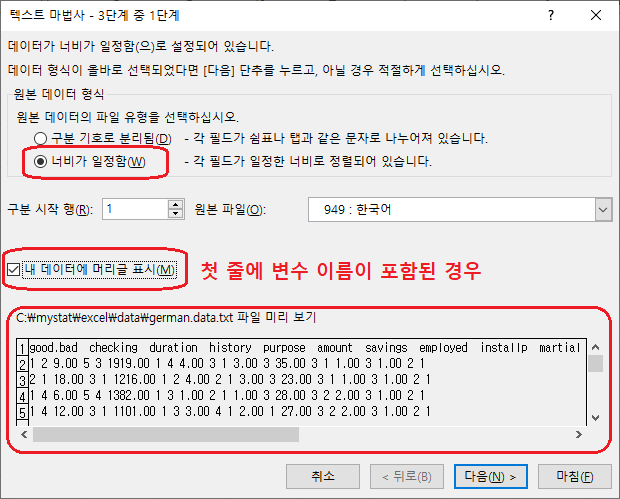 텍스트 마법사 - 3단계 중 1단계
데이터가 너비가 일정함(으)로 설정되어 있습니다.
데이터 형식이 올바로 선택되었다면 [다음] 단추를 누르고, 아닐 경우 적절하게 선택하십시오.
원본 데이터 형식
원본 데이터의 파일 유형을 선택하십시오.
구분 기호로 분리됨(D) - 각 필드가 쉼표나 탭과 같은 문자로 나누어져 있습니다.
너비가 일정함(W) - 각 필드가 일정한 너비로 정렬되어 있습니다.
구분 시작 행(R): 1 원본 파일(O): 949 : 한국어
내 데이터에 머리글 표시(M) 첫 줄에 변수 이름이 포함된 경우
C:₩mystat₩excel₩data₩german.data.txt 파일 미리 보기
1 good.bad checking duration history purpose amount savings employed installp martial
2 1 2 9.00 5 3 1919.00 1 4 4.00 3 1 3.00 3 35.00 3 1 1.00 3 1.00 2 1
3 2 1 18.00 3 1 1216.00 1 2 4.00 2 1 3.00 3 23.00 3 1 1.00 3 1.00 2 1
4 1 4 6.00 5 4 1382.00 1 3 1.00 2 1 1.00 3 28.00 3 2 2.00 3 1.00 2 1
5 1 4 12.00 3 1 1101.00 1 3 3.00 4 1 2.00 1 27.00 3 2 2.00 3 1.00 2 1
취소 < 뒤로(B) 다음(N) > 마침(F)